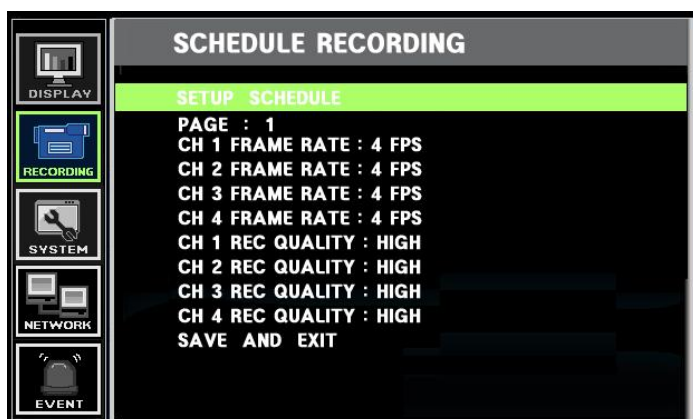 SCHEDULE RECORDING
DISPLAY
RECORDING
SYSTEM
NETWORK
EVENT
SETUP SCHEDULE
PAGE : 1
CH 1 FRAME RATE : 4 FPS
CH 2 FRAME RATE : 4 FPS
CH 3 FRAME RATE : 4 FPS
CH 4 FRAME RATE : 4 FPS
CH 1 REC QUALITY : HIGH
CH 2 REC QUALITY : HIGH
CH 3 REC QUALITY : HIGH
CH 4 REC QUALITY : HIGH
SAVE AND EXIT